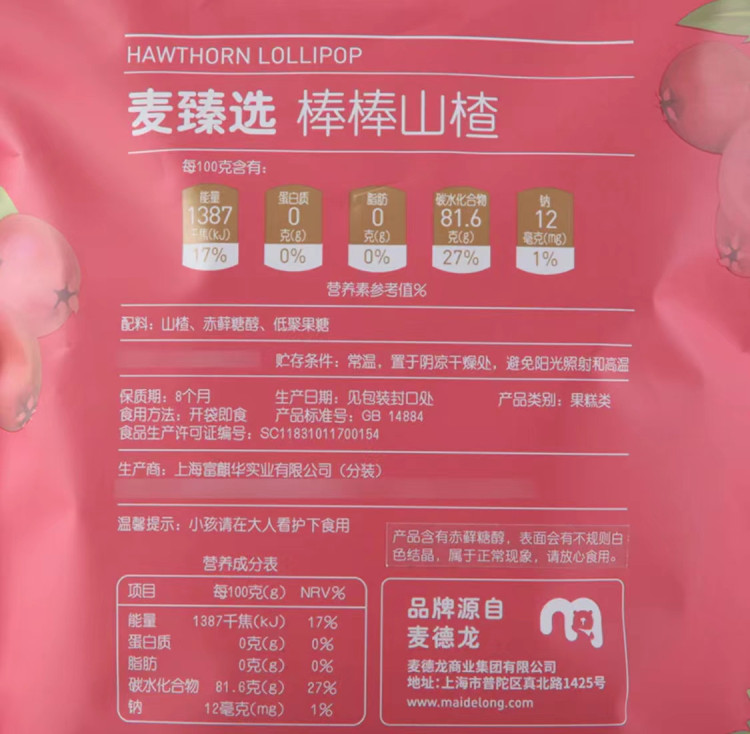 HAWTHORN LOLLIPOP
麦臻选 棒棒山楂
每100克含有:
能量 蛋白质 脂肪 碳水化合物 钠
1387 0 0 81.6 12
千焦(kJ) 克(g) 克(g) 克(g) 毫克(mg)
17% 0% 0% 27% 1%
营养素参考值%
配料：山楂、赤藓糖醇、低聚果糖
贮存条件：常温，置于阴凉干燥处，避免阳光照射和高温
保质期：8个月 生产日期：见包装封口处 产品类别：果糕类
食用方法：开袋即食 产品标准号：GB 14884
食品生产许可证编号：SC11831011700154
生产商：上海富麒华实业有限公司（分装）
温馨提示：小孩请在大人看护下食用
产品含有赤藓糖醇，表面会有不规则白
色结晶，属于正常现象，请放心食用。
营养成分表
项目 每100克(g) NRV%
能量 1387千焦(kJ) 17%
蛋白质 0克(g) 0%
脂肪 0克(g) 0%
碳水化合物 81.6克(g) 27%
钠 12毫克(mg) 1%
品牌源自
麦德龙
麦德龙商业集团有限公司
地址：上海市普陀区真北路1425号
www.maidelong.com